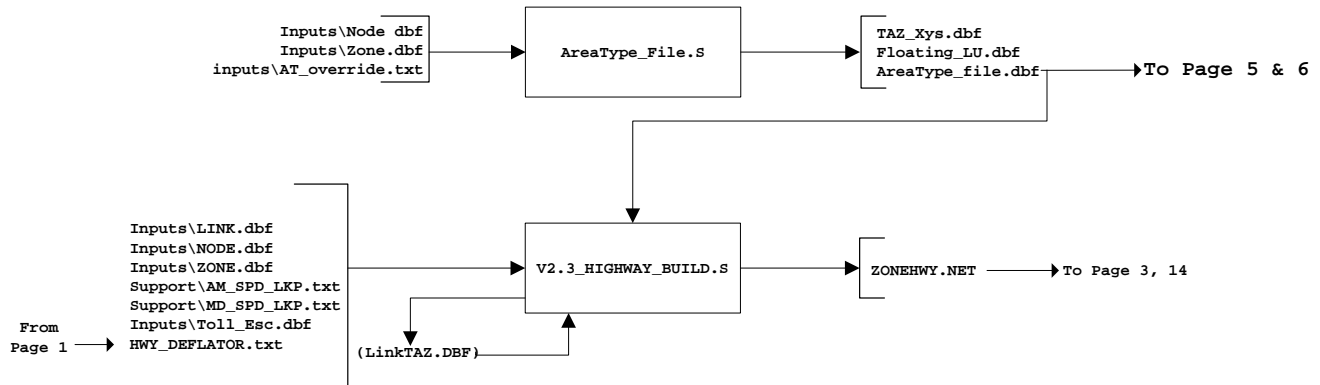 Inputs\Node dbf
Inputs\Zone.dbf
inputs\AT_override.txt
AreaType_File.S
TAZ_Xys.dbf
Floating_LU.dbf
AreaType_file.dbf
To Page 5 & 6
Inputs\LINK.dbf
Inputs\NODE.dbf
Inputs\ZONE.dbf
Support\AM_SPD_LKP.txt
Support\MD_SPD_LKP.txt
Inputs\Toll_Esc.dbf
HWY_DEFLATOR.txt
From
Page 1
V2.3_HIGHWAY_BUILD.S
(LinkTAZ.DBF)
ZONEHWY.NET
To Page 3, 14